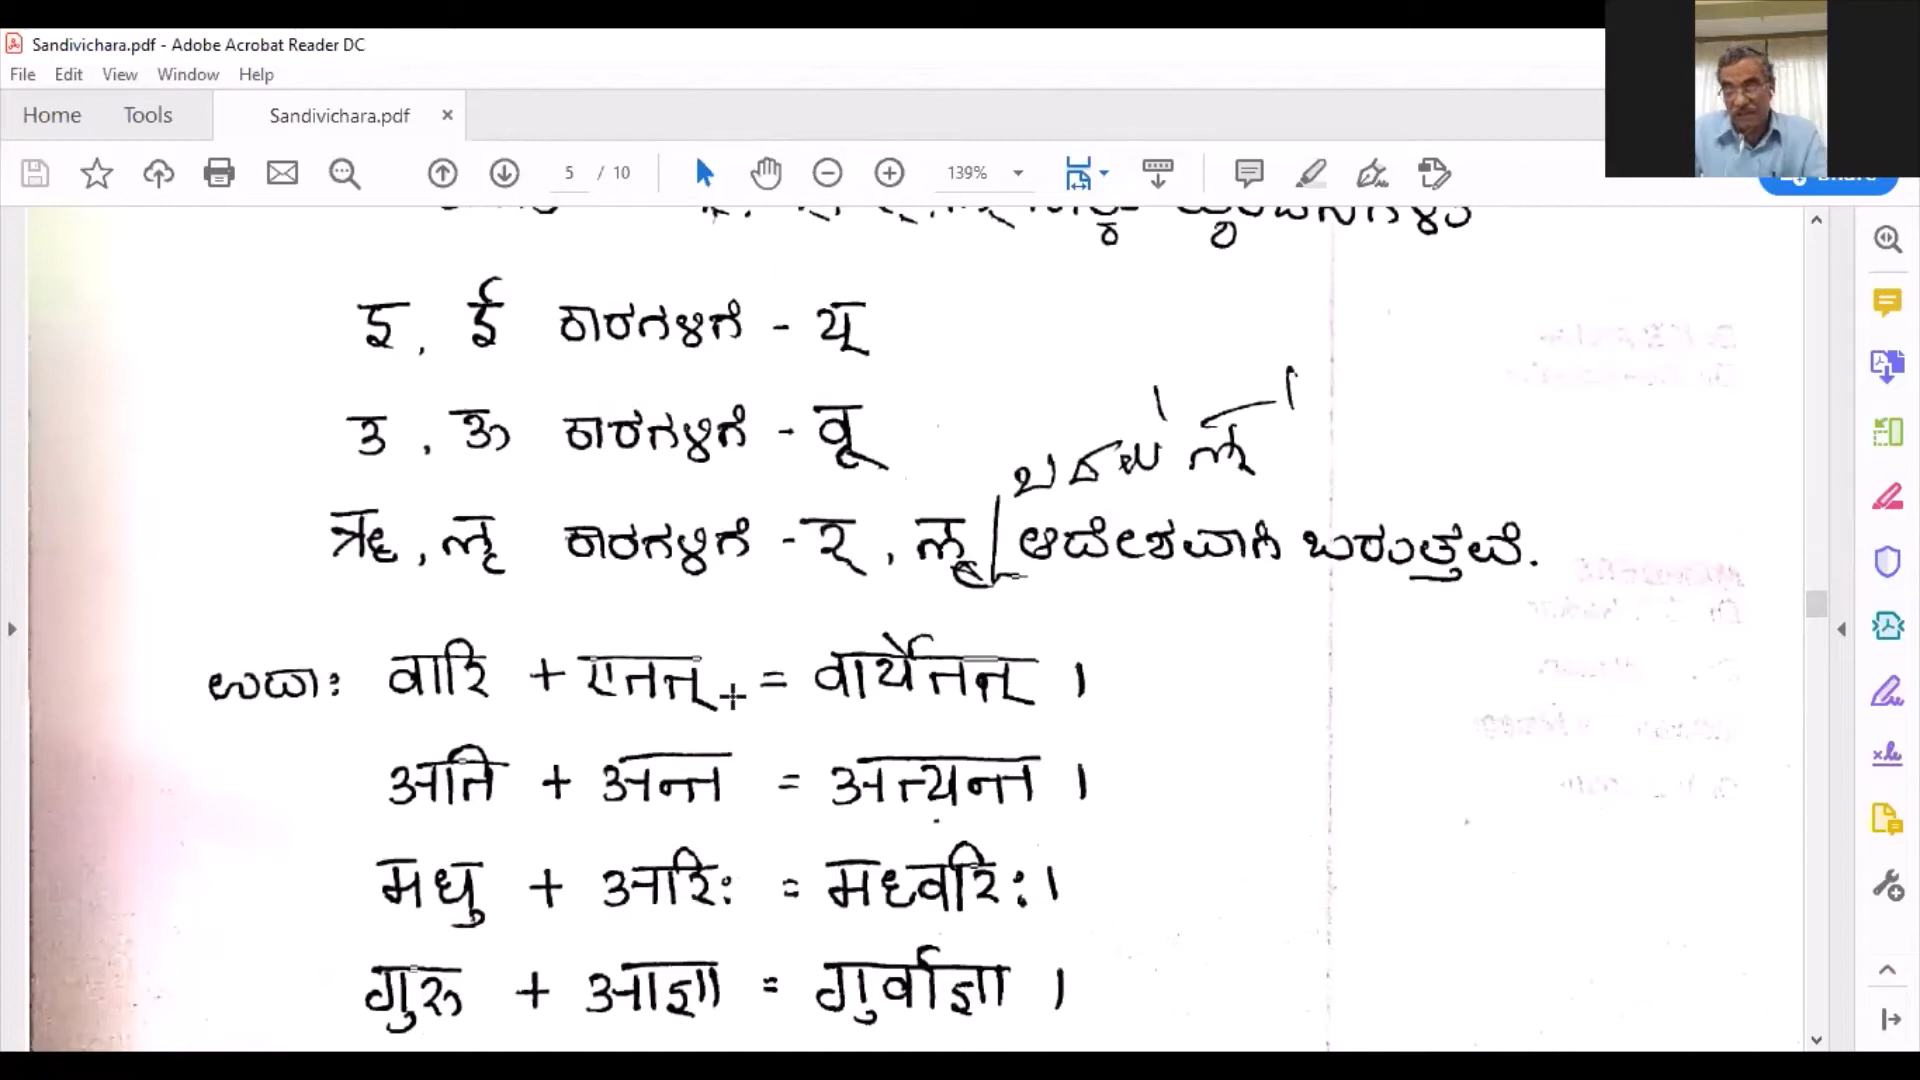 Sandivichara.pdf - Adobe Acrobat Reader DC
File Edit View Window Help
Home Tools Sandivichara.pdf ×
5 / 10 139%
इ, ई ಕಾರಗಳಿಗೆ - य्
उ, ऊ ಕಾರಗಳಿಗೆ - व्
ऋ, ऌ ಕಾರಗಳಿಗೆ - र्, ल् ಆದೇಶವಾಗಿ ಬರುತ್ತವೆ.
ಉದಾ: वारि + एतत् = वार्येतत् ।
अति + अन्त = अत्यन्त ।
मधु + अरिः = मध्वरिः ।
गुरु + आज्ञा = गुर्वाज्ञा ।